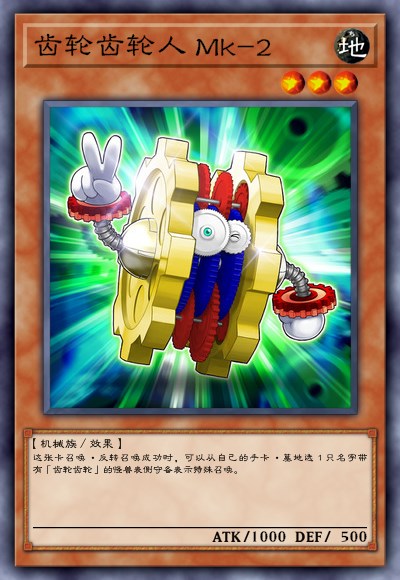 齿轮齿轮人 Mk-2
地
【机械族／效果】
这张卡召唤·反转召唤成功时，可以从自己的手卡·墓地选1只名字带
有「齿轮齿轮」的怪兽表侧守备表示特殊召唤。
ATK/1000 DEF/ 500